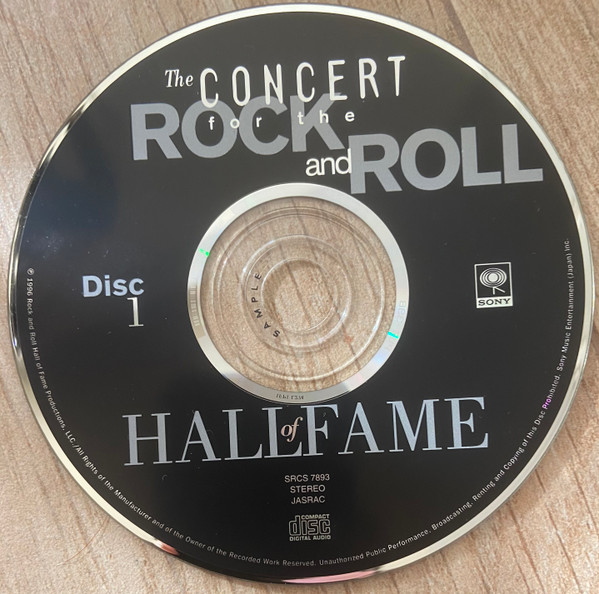 The CONCERT
for the
ROCK
and ROLL
Disc
1
SAMPLE
SONY
HALL of FAME
SRCS 7893
STEREO
JASRAC
COMPACT
disc
DIGITAL AUDIO
℗ 1996 Rock and Roll Hall of Fame Productions, LLC./All Rights of the Manufacturer and of the Owner of the Recorded Work Reserved. Unauthorized Public Performance, Broadcasting, Renting and Copying of this Disc Prohibited. Sony Music Entertainment (Japan) Inc.